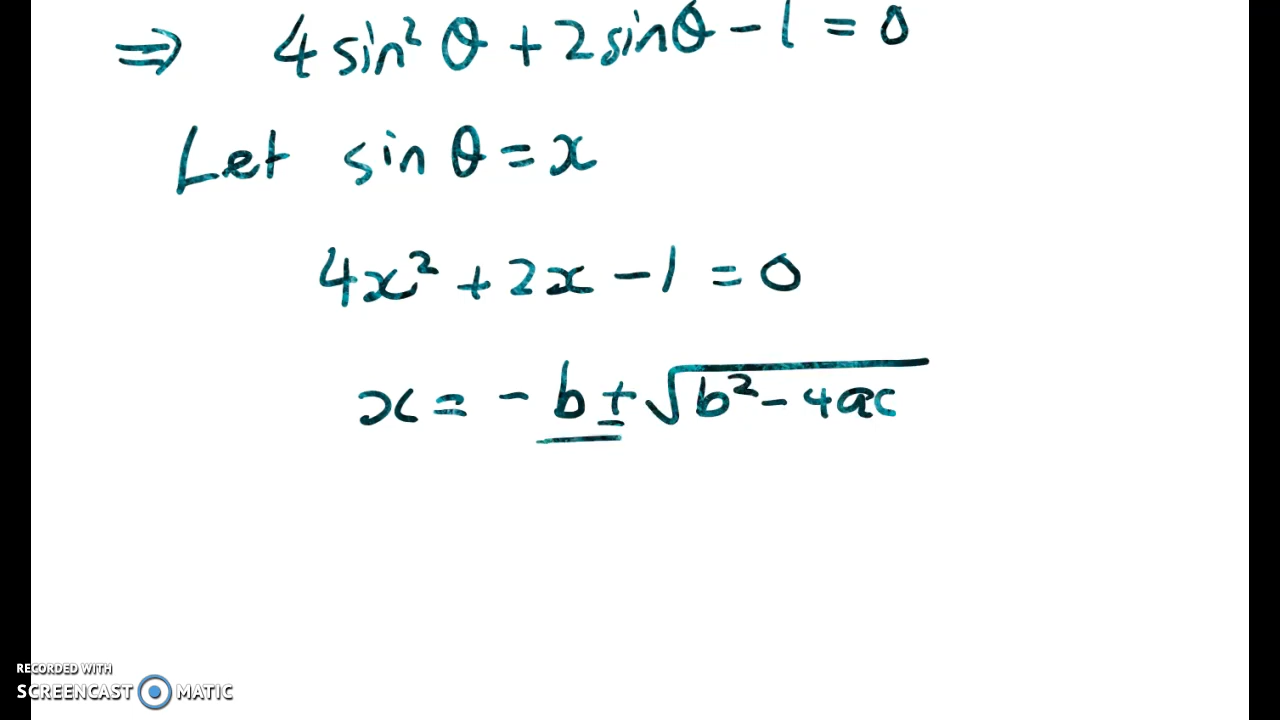 ⇒ 4 sin² θ + 2 sinθ − 1 = 0
Let sin θ = x
4x² + 2x − 1 = 0
x = − b ± √b² − 4ac
RECORDED WITH
SCREENCAST MATIC